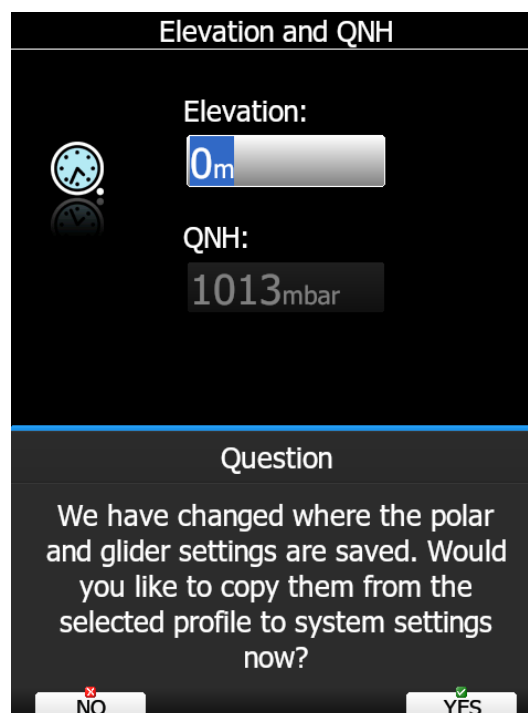 Elevation and QNH
Elevation:
0m
QNH:
1013mbar
Question
We have changed where the polar
and glider settings are saved. Would
you like to copy them from the
selected profile to system settings
now?
NO
YES